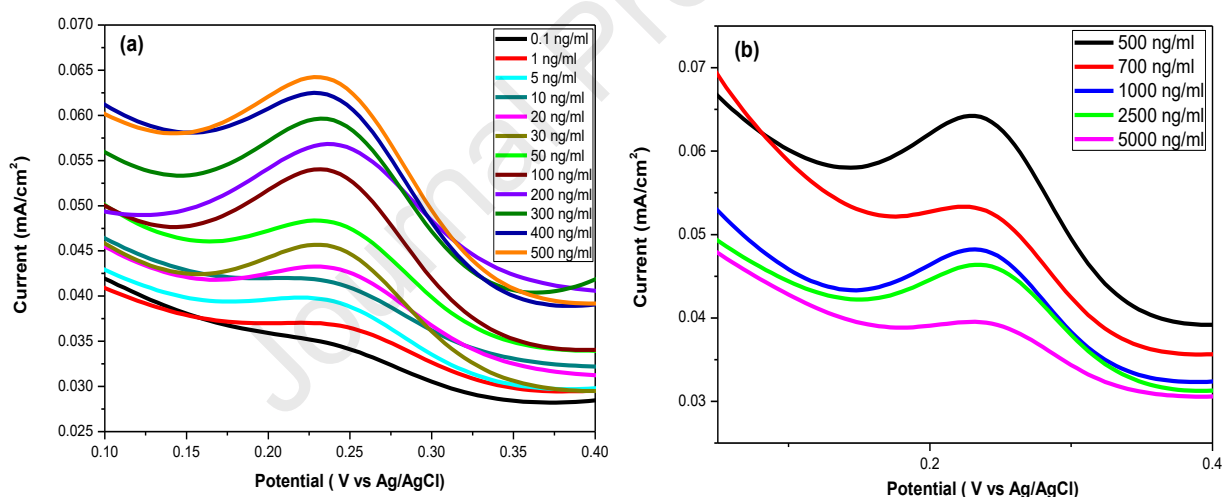 (a)
0.070
0.065
0.060
0.055
0.050
0.045
0.040
0.035
0.030
0.025
Current (mA/cm²)
0.10 0.15 0.20 0.25 0.30 0.35 0.40
Potential ( V vs Ag/AgCl)
0.1 ng/ml
1 ng/ml
5 ng/ml
10 ng/ml
20 ng/ml
30 ng/ml
50 ng/ml
100 ng/ml
200 ng/ml
300 ng/ml
400 ng/ml
500 ng/ml
(b)
0.07
0.06
0.05
0.04
0.03
Current (mA/cm²)
0.2 0.4
Potential ( V vs Ag/AgCl)
500 ng/ml
700 ng/ml
1000 ng/ml
2500 ng/ml
5000 ng/ml
Journal Pre